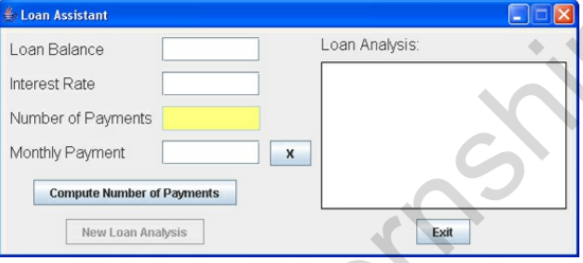 Loan Assistant
Loan Balance
Interest Rate
Number of Payments
Monthly Payment
X
Compute Number of Payments
New Loan Analysis
Loan Analysis:
Exit